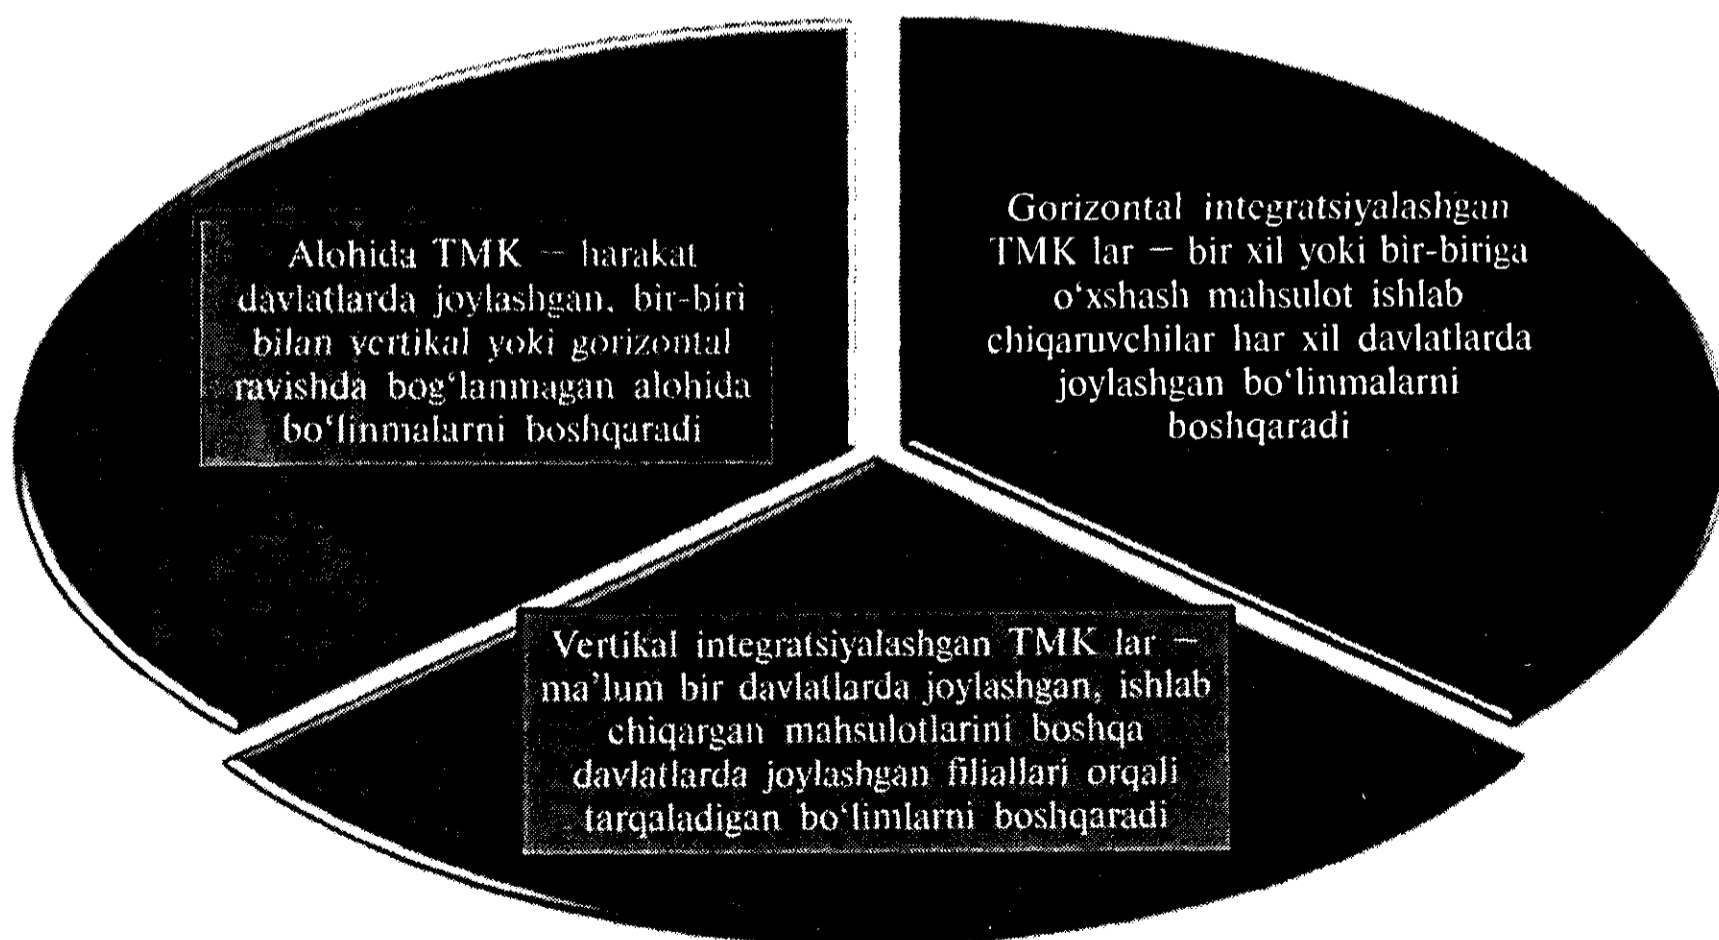 Alohida TMK – harakat
davlatlarda joylashgan, bir-biri
bilan vertikal yoki gorizontal
ravishda bog‘lanmagan alohida
bo‘linmalarni boshqaradi
Gorizontal integratsiyalashgan
TMK lar – bir xil yoki bir-biriga
o‘xshash mahsulot ishlab
chiqaruvchilar har xil davlatlarda
joylashgan bo‘linmalarni
boshqaradi
Vertikal integratsiyalashgan TMK lar –
ma’lum bir davlatlarda joylashgan, ishlab
chiqargan mahsulotlarini boshqa
davlatlarda joylashgan filiallari orqali
tarqaladigan bo‘limlarni boshqaradi